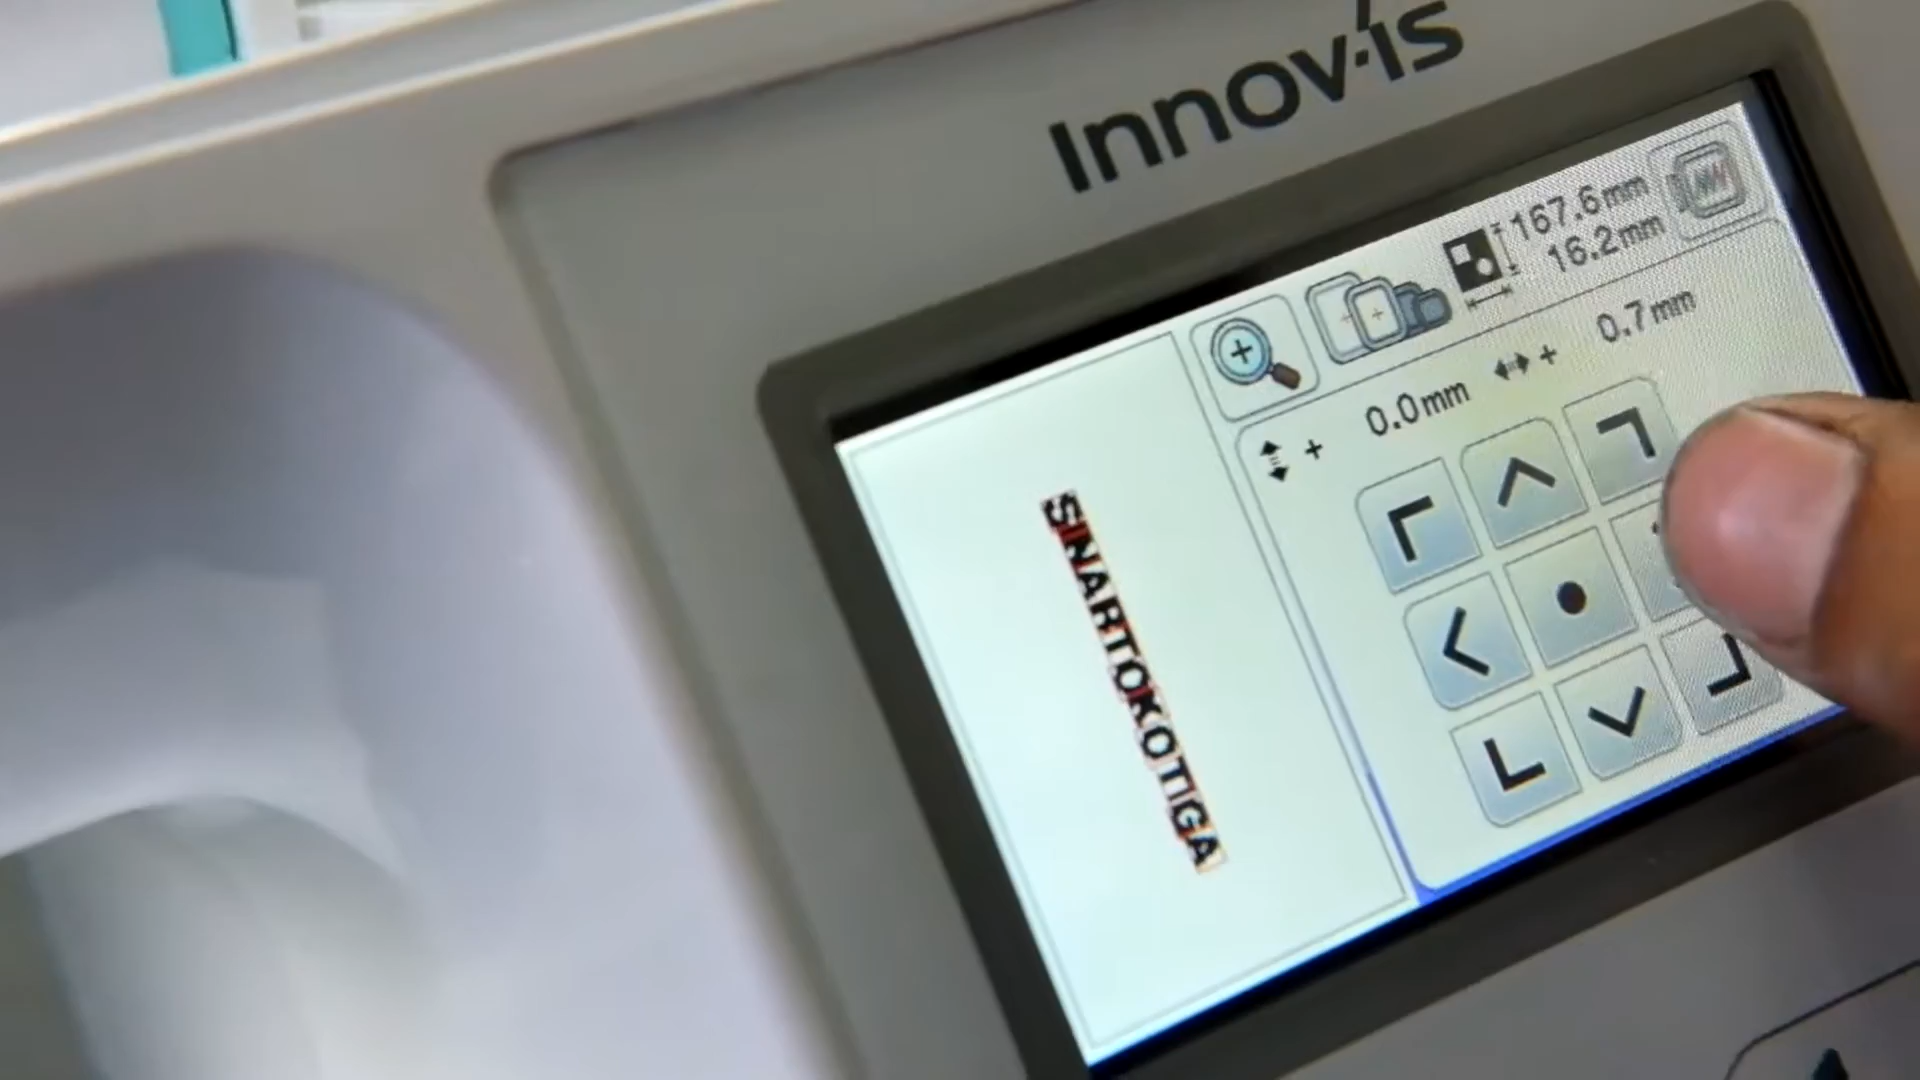 Innov-is
167.6mm
16.2mm
+ 0.0mm + 0.7mm
SINARTOKOTIGA